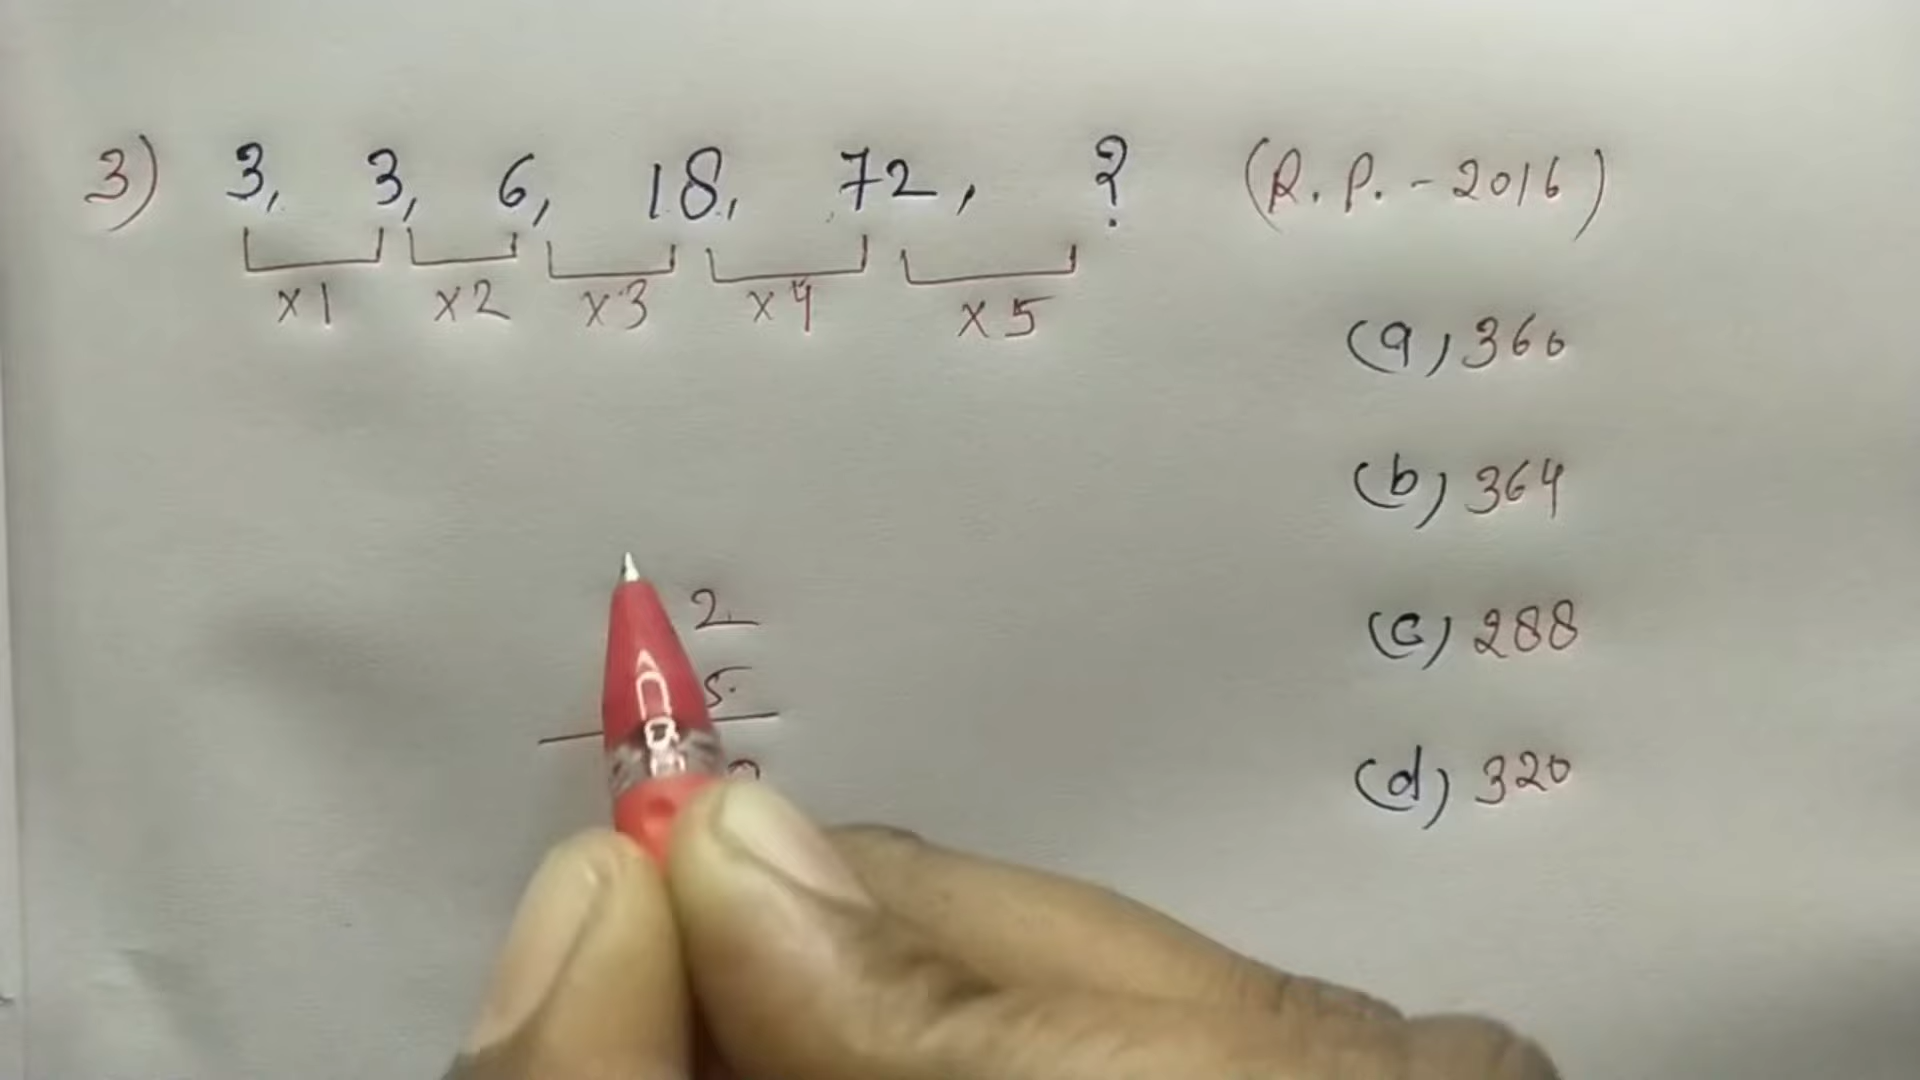 3) 3, 3, 6, 18, 72, ? (R.P. - 2016)
x1 x2 x3 x4 x5
(a) 360
(b) 364
(c) 288
(d) 320
2
5